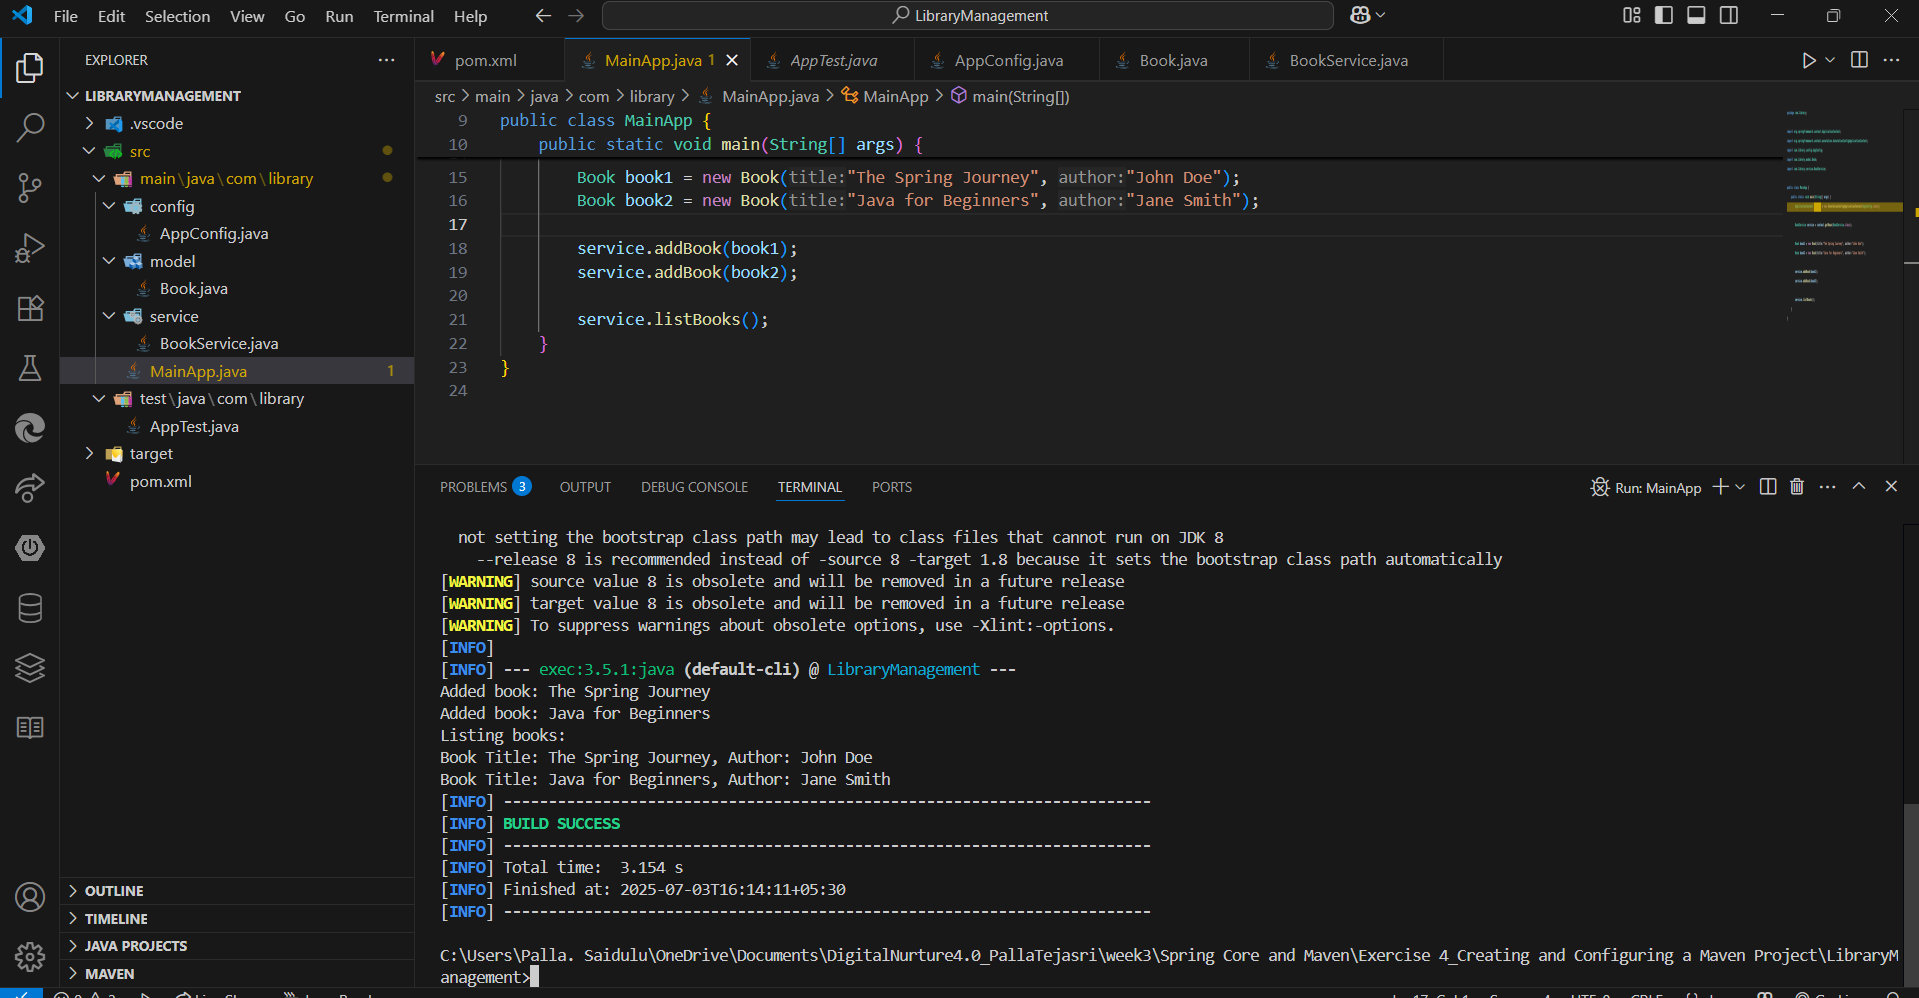 File Edit Selection View Go Run Terminal Help
LibraryManagement
EXPLORER
LIBRARYMANAGEMENT
.vscode
src
main\java\com\library
config
AppConfig.java
model
Book.java
service
BookService.java
MainApp.java 1
test\java\com\library
AppTest.java
target
pom.xml
OUTLINE
TIMELINE
JAVA PROJECTS
MAVEN
pom.xml MainApp.java 1 AppTest.java AppConfig.java Book.java BookService.java
src > main > java > com > library > MainApp.java > MainApp > main(String[])
9 public class MainApp {
10 public static void main(String[] args) {
15 Book book1 = new Book(title:"The Spring Journey", author:"John Doe");
16 Book book2 = new Book(title:"Java for Beginners", author:"Jane Smith");
17
18 service.addBook(book1);
19 service.addBook(book2);
20
21 service.listBooks();
22 }
23 }
24
PROBLEMS 3 OUTPUT DEBUG CONSOLE TERMINAL PORTS
Run: MainApp
not setting the bootstrap class path may lead to class files that cannot run on JDK 8
--release 8 is recommended instead of -source 8 -target 1.8 because it sets the bootstrap class path automatically
[WARNING] source value 8 is obsolete and will be removed in a future release
[WARNING] target value 8 is obsolete and will be removed in a future release
[WARNING] To suppress warnings about obsolete options, use -Xlint:-options.
[INFO]
[INFO] --- exec:3.5.1:java (default-cli) @ LibraryManagement ---
Added book: The Spring Journey
Added book: Java for Beginners
Listing books:
Book Title: The Spring Journey, Author: John Doe
Book Title: Java for Beginners, Author: Jane Smith
[INFO] ------------------------------------------------------------------------
[INFO] BUILD SUCCESS
[INFO] ------------------------------------------------------------------------
[INFO] Total time:  3.154 s
[INFO] Finished at: 2025-07-03T16:14:11+05:30
[INFO] ------------------------------------------------------------------------
C:\Users\Palla. Saidulu\OneDrive\Documents\DigitalNurture4.0_PallaTejasri\week3\Spring Core and Maven\Exercise 4_Creating and Configuring a Maven Project\LibraryM
anagement>